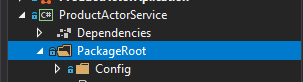 C# ProductActorService
Dependencies
PackageRoot
Config